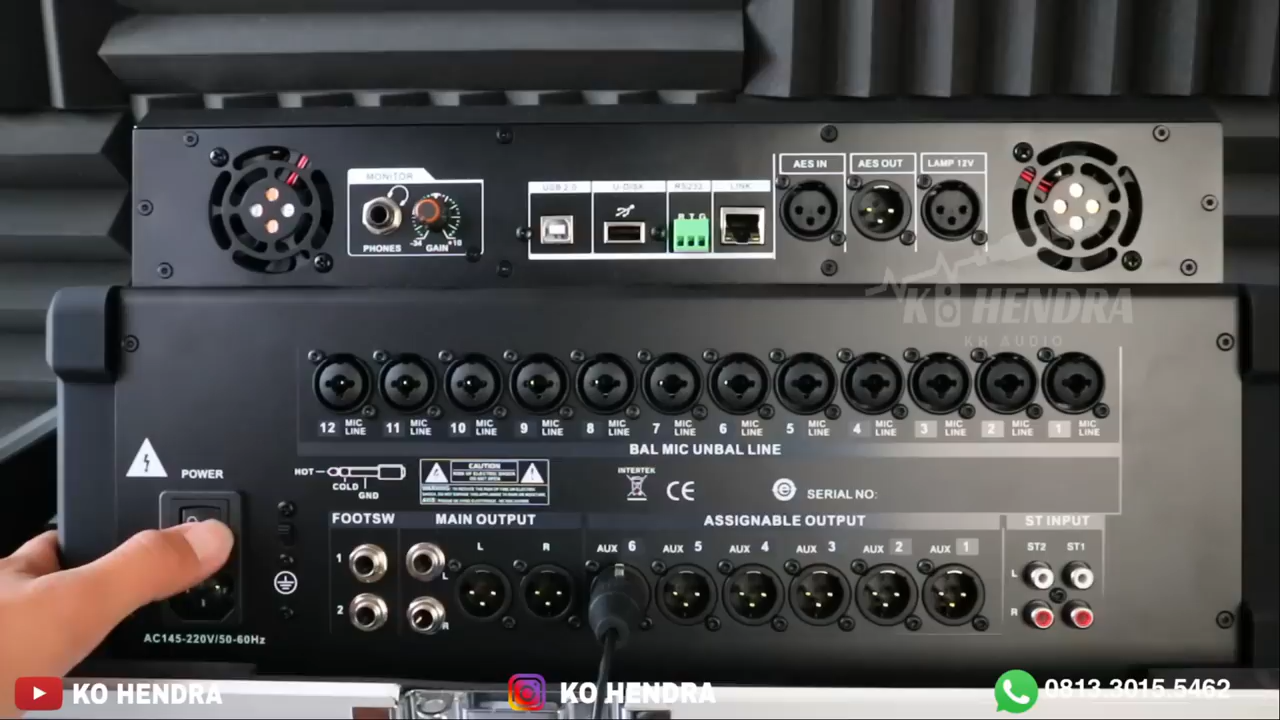 MONITOR
PHONES
-34
GAIN
+10
USB 2.0
U-DISK
RS232
LINK
AES IN
AES OUT
LAMP 12V
KO HENDRA
KH AUDIO
12 MIC LINE
11 MIC LINE
10 MIC LINE
9 MIC LINE
8 MIC LINE
7 MIC LINE
6 MIC LINE
5 MIC LINE
4 MIC LINE
3 MIC LINE
2 MIC LINE
1 MIC LINE
BAL MIC UNBAL LINE
POWER
HOT
COLD
GND
CAUTION
INTERTEK
CE
SERIAL NO:
FOOTSW
MAIN OUTPUT
ASSIGNABLE OUTPUT
ST INPUT
1
2
L
R
L
R
AUX 6
AUX 5
AUX 4
AUX 3
AUX 2
AUX 1
ST2
ST1
L
R
AC145-220V/50-60Hz
KO HENDRA
KO HENDRA
0813.3015.5462